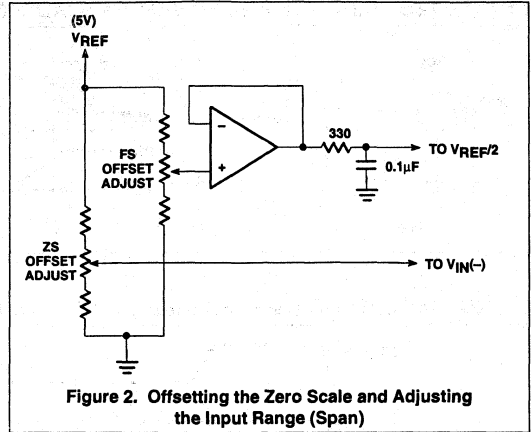 (5V)
VREF
FS
OFFSET
ADJUST
−
+
330
0.1µF
TO VREF/2
ZS
OFFSET
ADJUST
TO VIN(–)
Figure 2. Offsetting the Zero Scale and Adjusting
the Input Range (Span)